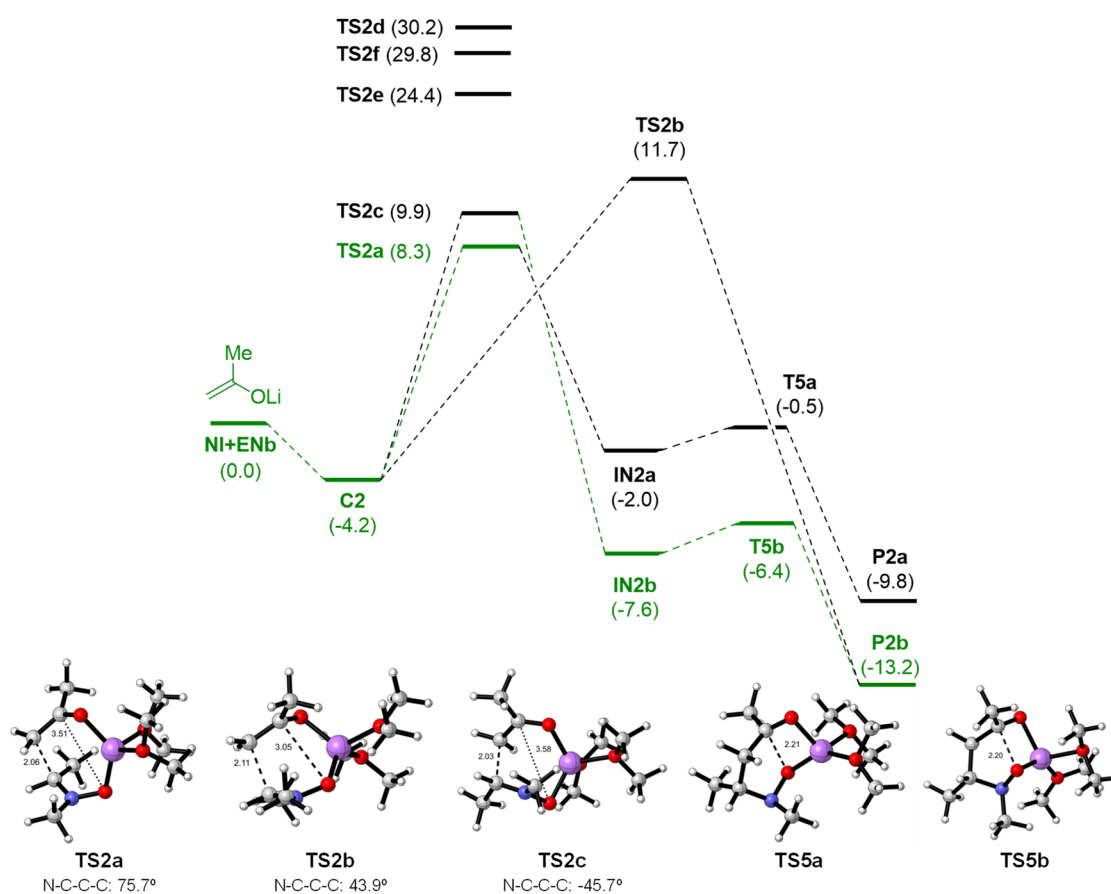 TS2d (30.2)
TS2f (29.8)
TS2e (24.4)
TS2b
(11.7)
TS2c (9.9)
TS2a (8.3)
Me
OLi
NI+ENb
(0.0)
C2
(-4.2)
T5a
(-0.5)
IN2a
(-2.0)
T5b
(-6.4)
IN2b
(-7.6)
P2a
(-9.8)
P2b
(-13.2)
3.51
2.06
3.05
2.11
3.58
2.03
2.21
2.20
TS2a
N-C-C-C: 75.7º
TS2b
N-C-C-C: 43.9º
TS2c
N-C-C-C: -45.7º
TS5a
TS5b